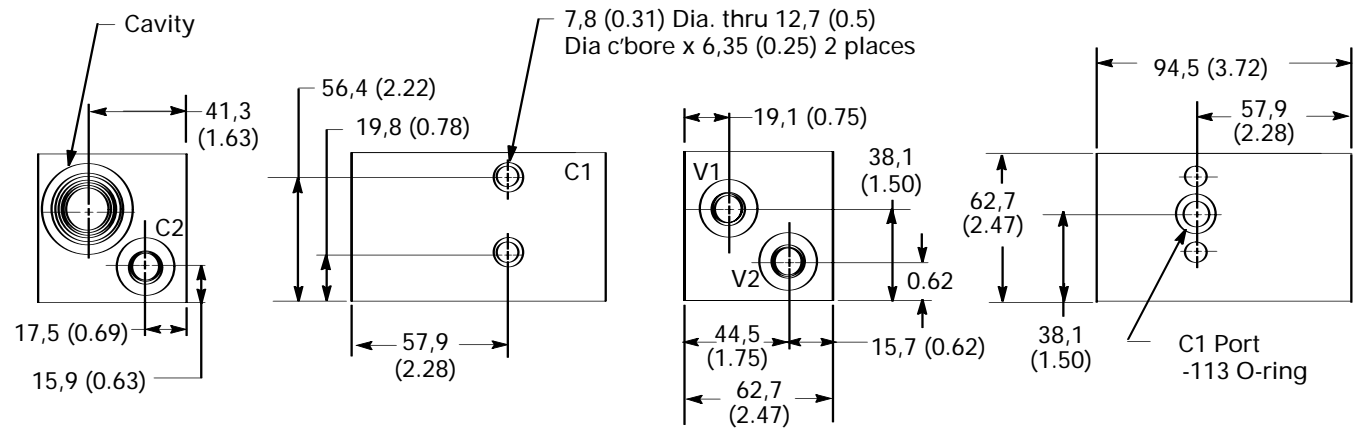 Cavity
41,3
(1.63)
C2
17,5 (0.69)
15,9 (0.63)
7,8 (0.31) Dia. thru 12,7 (0.5)
Dia c'bore x 6,35 (0.25) 2 places
56,4 (2.22)
19,8 (0.78)
C1
57,9
(2.28)
19,1 (0.75)
V1
38,1
(1.50)
V2
0.62
44,5
(1.75)
15,7 (0.62)
62,7
(2.47)
94,5 (3.72)
57,9
(2.28)
62,7
(2.47)
38,1
(1.50)
C1 Port
-113 O-ring